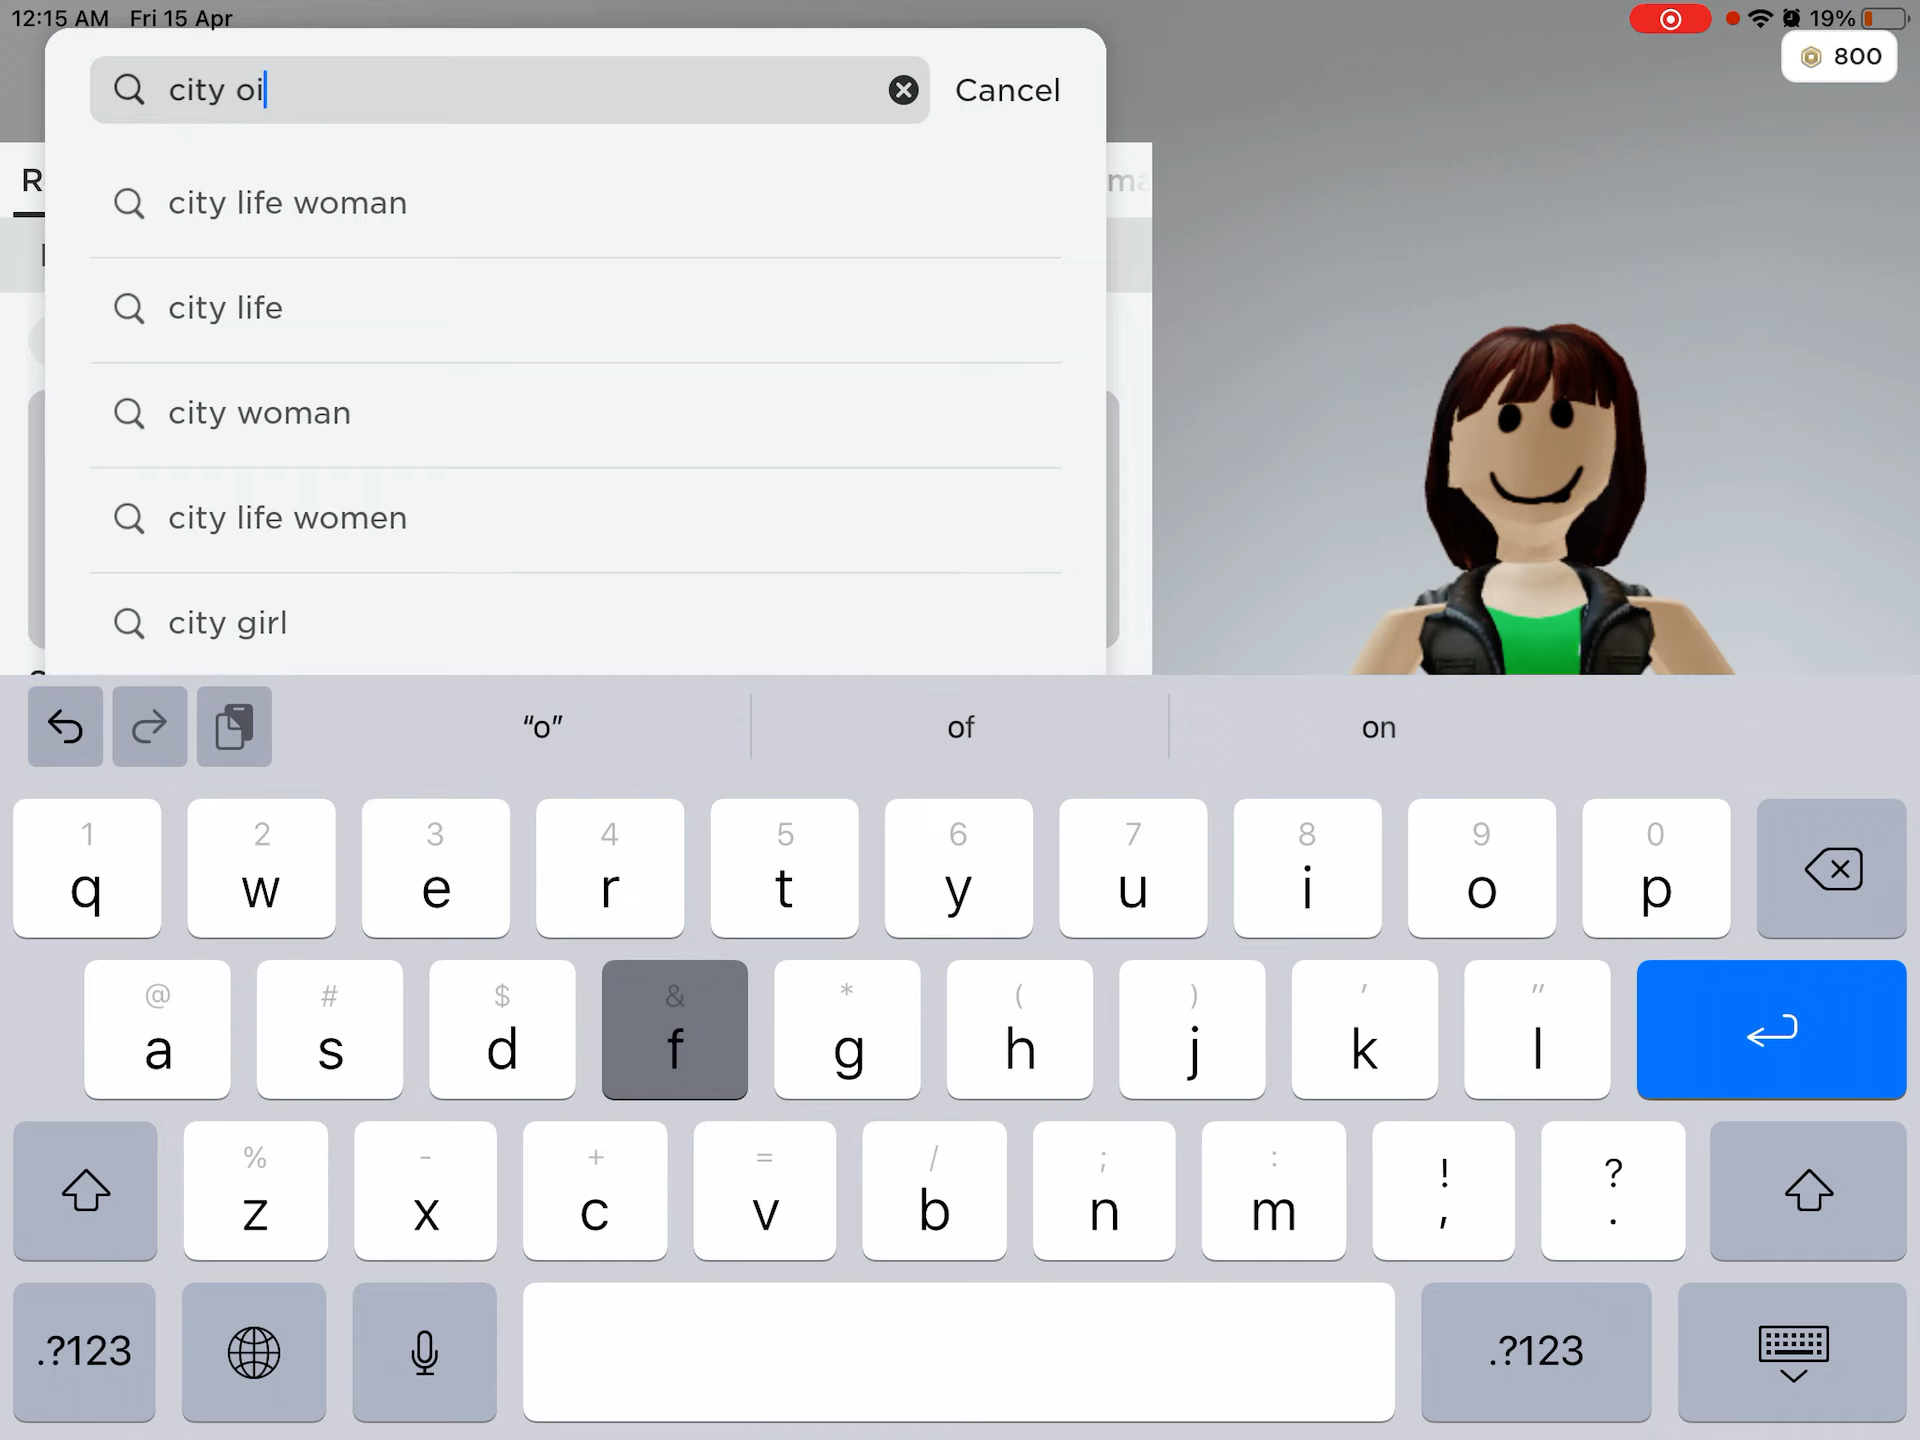 12:15 AM Fri 15 Apr
19%
800
city oi
Cancel
city life woman
city life
city woman
city life women
city girl
R
ma
“o” of on
1 2 3 4 5 6 7 8 9 0
q w e r t y u i o p
@ # $ & * ( ) ' "
a s d f g h j k l
% - + = / ; : ! ?
z x c v b n m , .
.?123 .?123